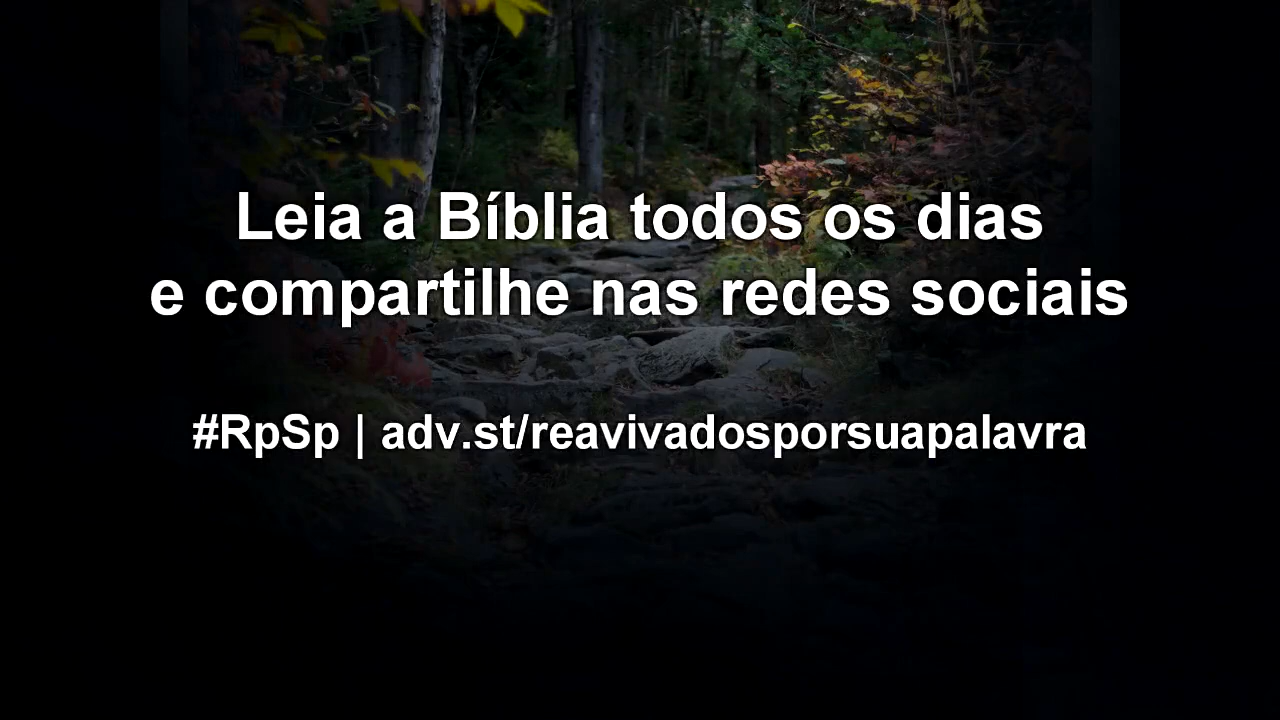 Leia a Bíblia todos os dias
e compartilhe nas redes sociais
#RpSp | adv.st/reavivadosporsuapalavra